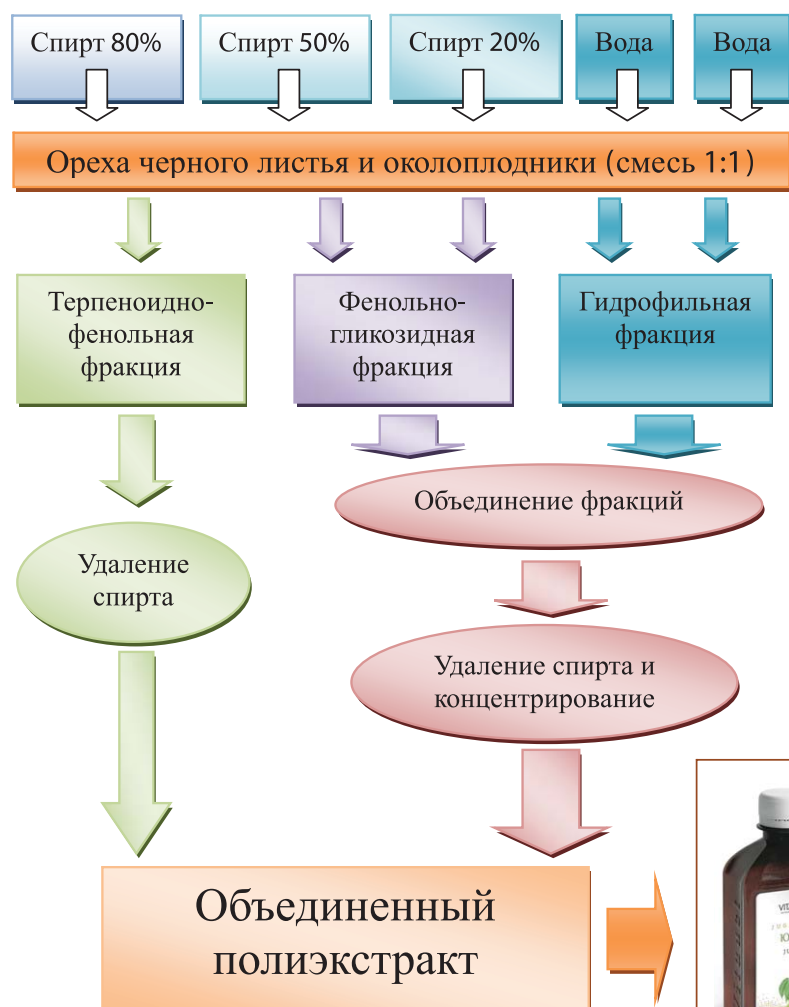 Спирт 80%
Спирт 50%
Спирт 20%
Вода
Вода
Ореха черного листья и околоплодники (смесь 1:1)
Терпеноидно-
фенольная
фракция
Фенольно-
гликозидная
фракция
Гидрофильная
фракция
Объединение фракций
Удаление
спирта
Удаление спирта и
концентрирование
Объединенный
полиэкстракт